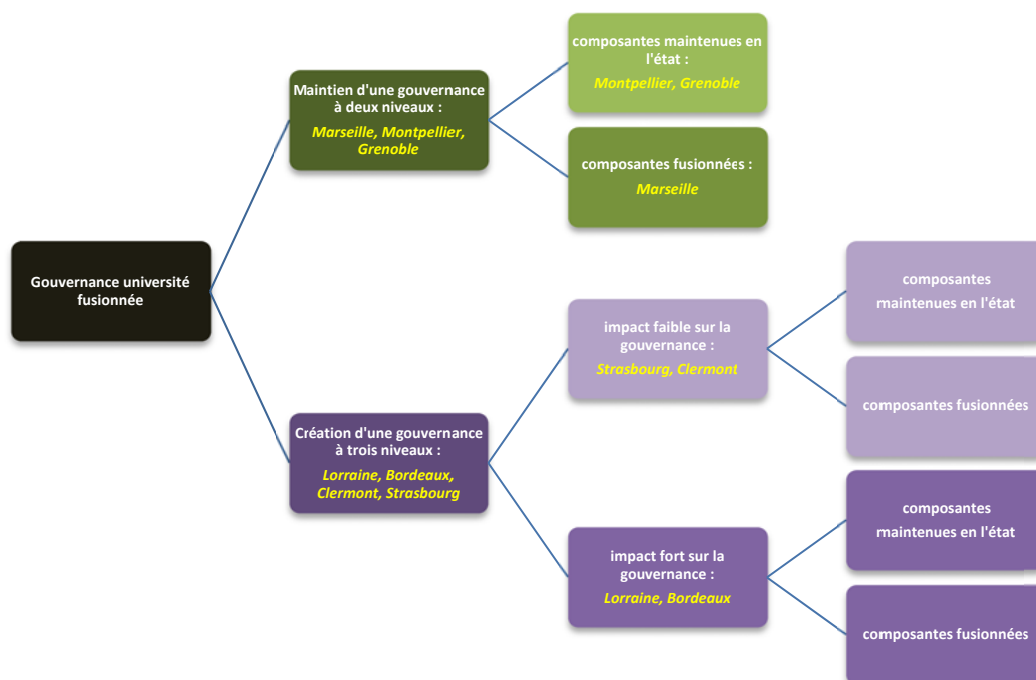 Gouvernance université
fusionnée
Maintien d'une gouvernance
à deux niveaux :
Marseille, Montpellier,
Grenoble
composantes maintenues en
l'état :
Montpellier, Grenoble
composantes fusionnées :
Marseille
Création d'une gouvernance
à trois niveaux :
Lorraine, Bordeaux,
Clermont, Strasbourg
impact faible sur la
gouvernance :
Strasbourg, Clermont
composantes
maintenues en l'état
composantes fusionnées
impact fort sur la
gouvernance :
Lorraine, Bordeaux
composantes
maintenues en l'état
composantes fusionnées